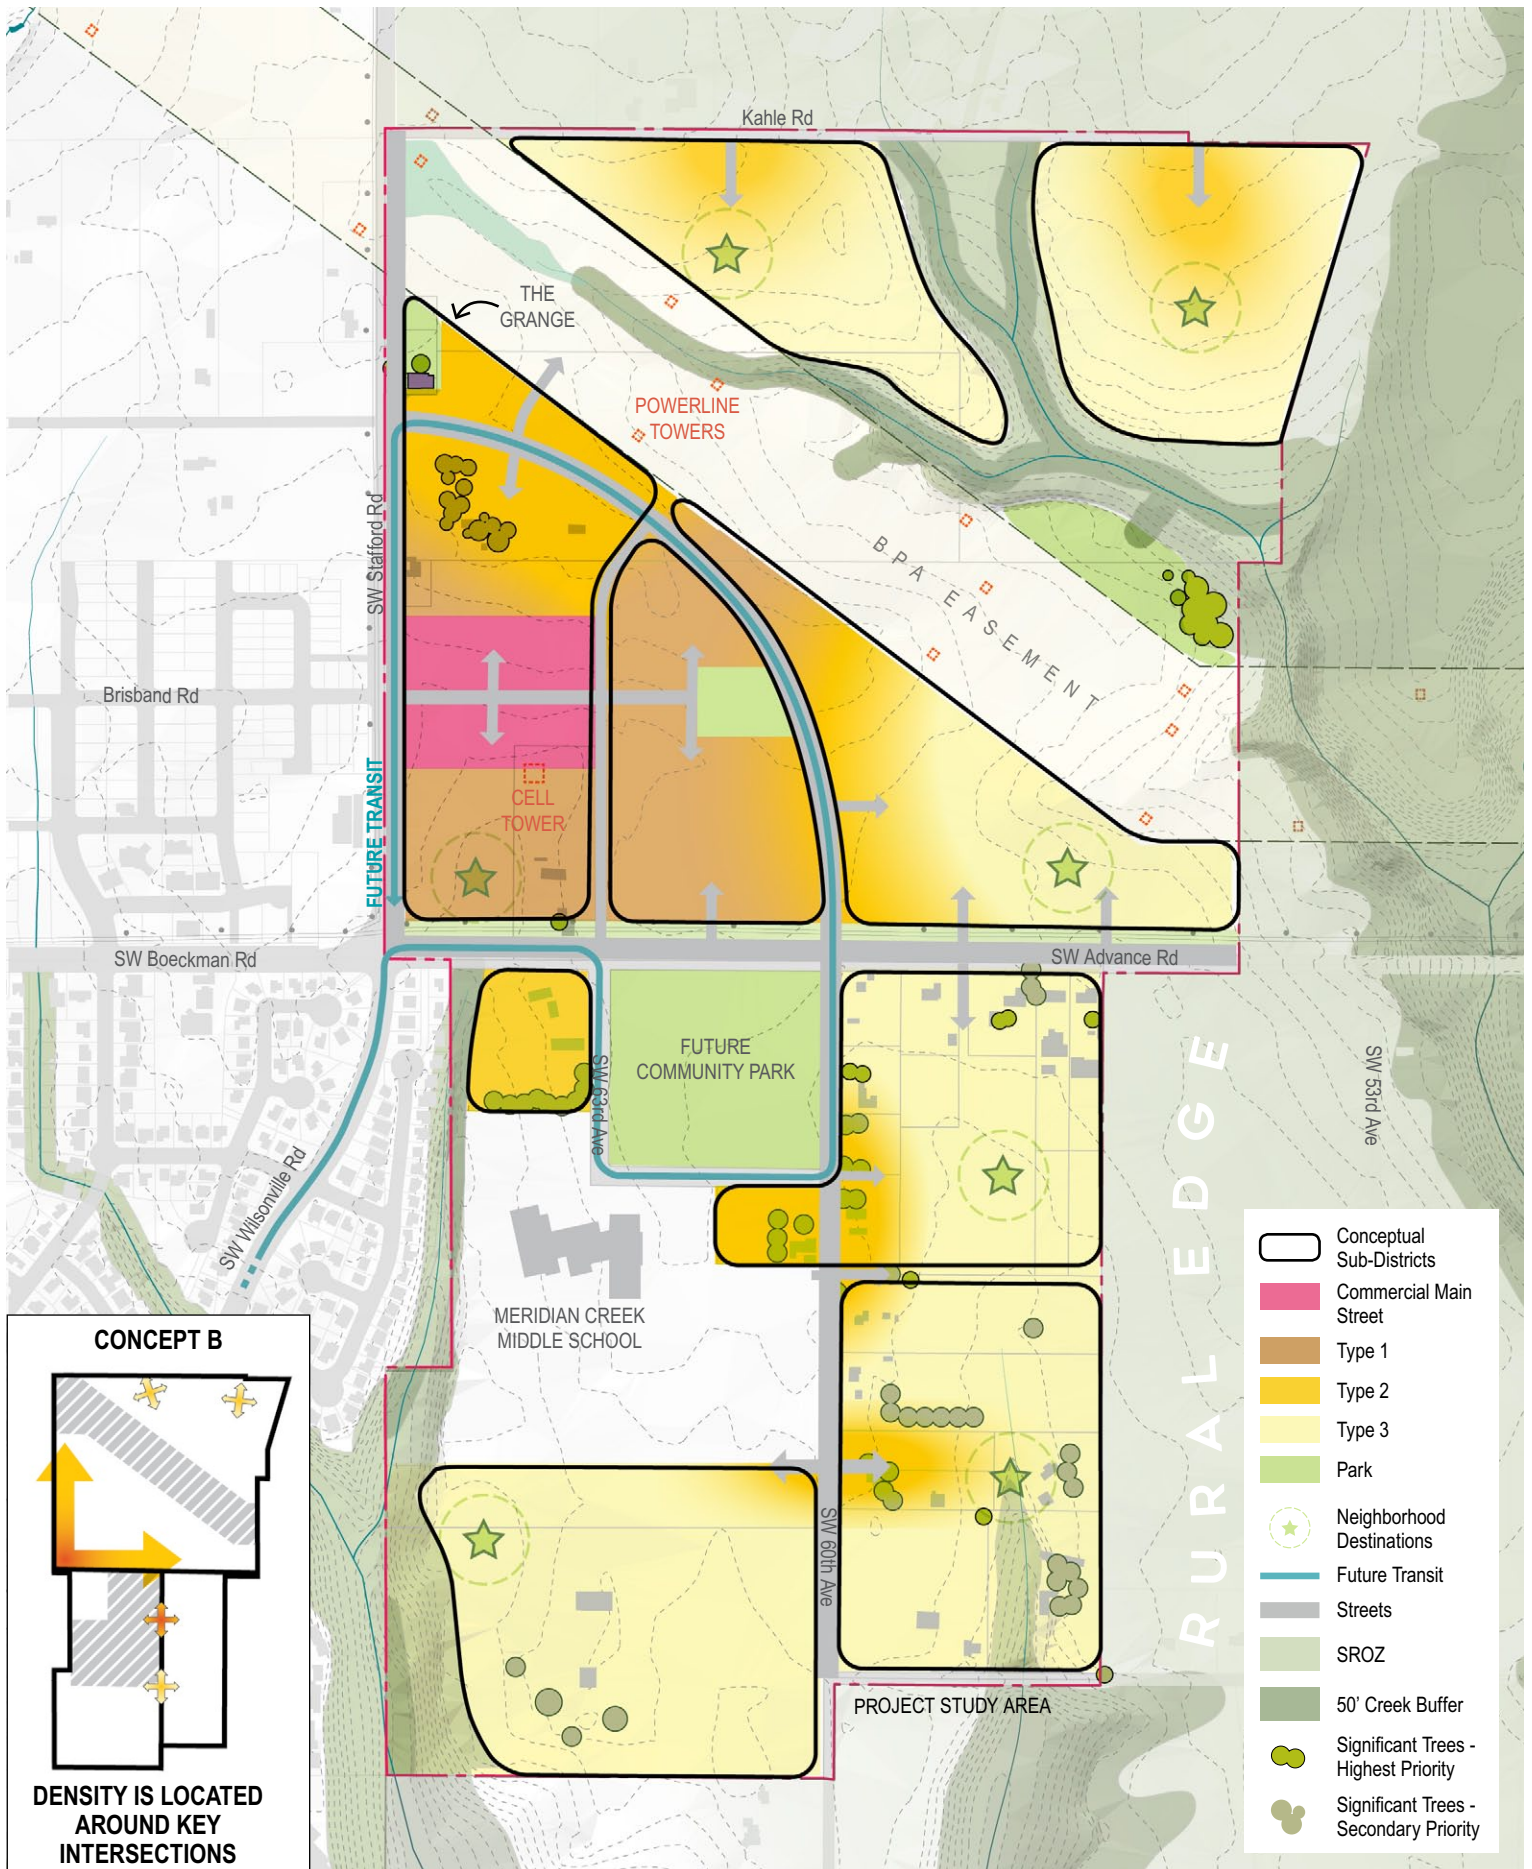 Kahle Rd
THE
GRANGE
POWERLINE
TOWERS
SW Stafford Rd
BPA EASEMENT
Brisband Rd
FUTURE TRANSIT
CELL
TOWER
SW Boeckman Rd
SW Advance Rd
FUTURE
COMMUNITY PARK
SW 63rd Ave
SW 53rd Ave
SW Wilsonville Rd
RURAL EDGE
MERIDIAN CREEK
MIDDLE SCHOOL
SW 60th Ave
PROJECT STUDY AREA
CONCEPT B
DENSITY IS LOCATED
AROUND KEY
INTERSECTIONS
Conceptual
Sub-Districts
Commercial Main
Street
Type 1
Type 2
Type 3
Park
Neighborhood
Destinations
Future Transit
Streets
SROZ
50' Creek Buffer
Significant Trees -
Highest Priority
Significant Trees -
Secondary Priority